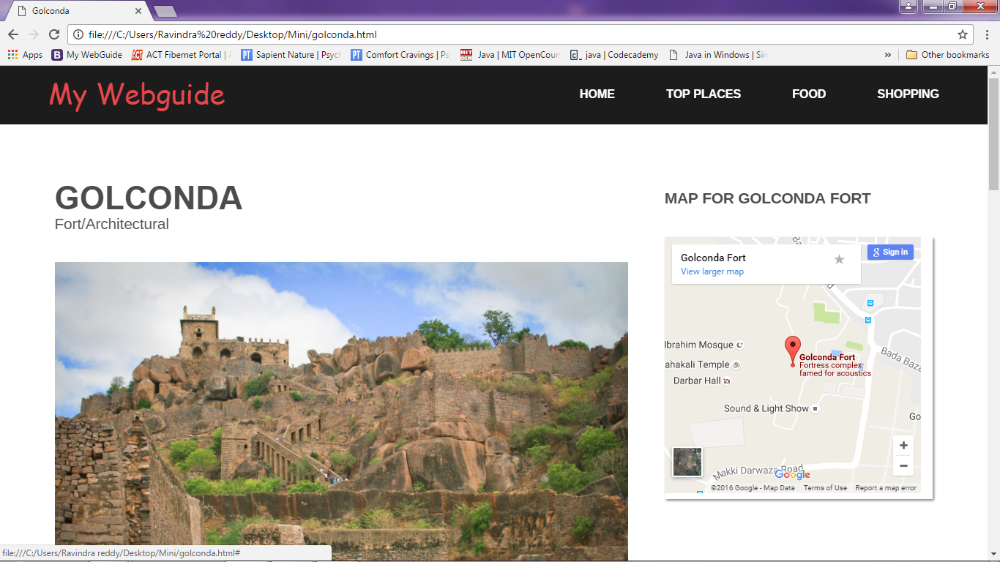 Golconda
file:///C:/Users/Ravindra%20reddy/Desktop/Mini/golconda.html
Apps My WebGuide ACT Fibernet Portal | Sapient Nature | Psych Comfort Cravings | Ps Java | MIT OpenCours java | Codecademy Java in Windows | Sim » Other bookmarks
My Webguide
HOME TOP PLACES FOOD SHOPPING
GOLCONDA
Fort/Architectural
MAP FOR GOLCONDA FORT
Golconda Fort
View larger map
Sign in
Ibrahim Mosque
ahakali Temple
Darbar Hall
Golconda Fort
Fortress complex
famed for acoustics
Bada Baza
Sound & Light Show
Go
Makki Darwaza Road
Google
©2016 Google - Map Data Terms of Use Report a map error
file:///C:/Users/Ravindra reddy/Desktop/Mini/golconda.html#